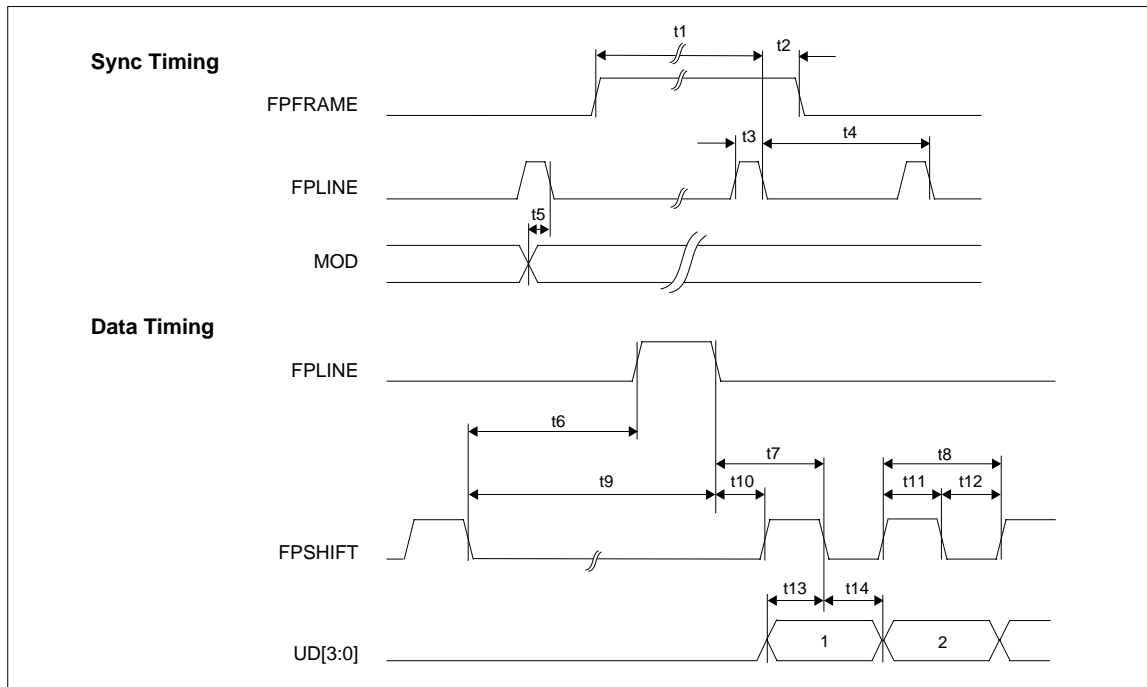 Sync Timing
t1
t2
FPFRAME
t3
t4
FPLINE
t5
MOD
Data Timing
FPLINE
t6
t7
t8
t9
t10
t11
t12
FPSHIFT
t13
t14
UD[3:0]
1
2